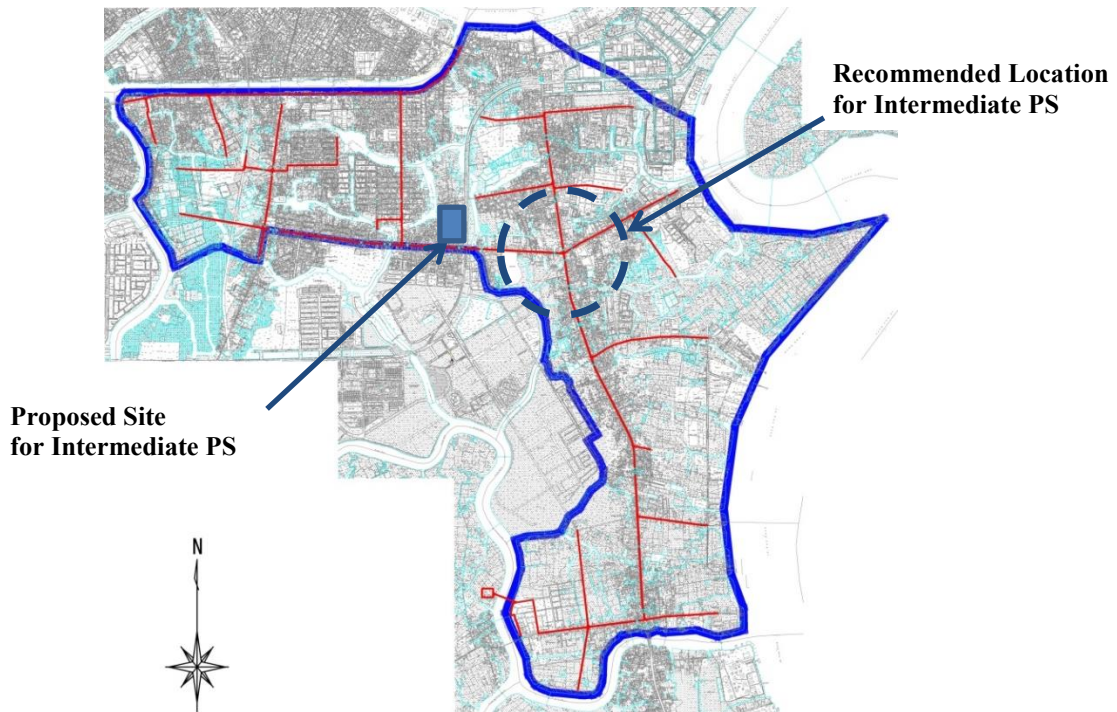 Recommended Location
for Intermediate PS
Proposed Site
for Intermediate PS
N